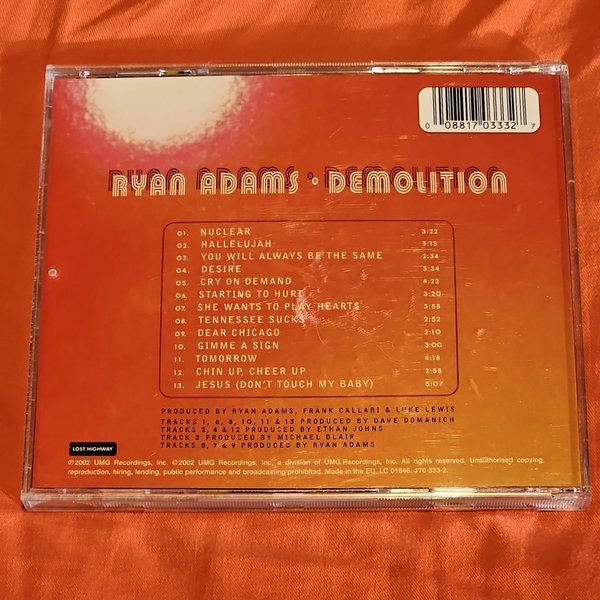 0 08817 03332 7
RYAN ADAMS • DEMOLITION
01. NUCLEAR 3:22
02. HALLELUJAH 3:13
03. YOU WILL ALWAYS BE THE SAME 2:34
04. DESIRE 3:34
05. CRY ON DEMAND 4:22
06. STARTING TO HURT 3:20
07. SHE WANTS TO PLAY HEARTS 3:58
08. TENNESSEE SUCKS 2:52
09. DEAR CHICAGO 2:10
10. GIMME A SIGN 3:00
11. TOMORROW 4:18
12. CHIN UP, CHEER UP 2:58
13. JESUS (DON'T TOUCH MY BABY) 5:07
PRODUCED BY RYAN ADAMS, FRANK CALLARI & LUKE LEWIS
TRACKS 1, 6, 8, 10, 11 & 13 PRODUCED BY DAVE DOMANICH
TRACKS 2, 4 & 12 PRODUCED BY ETHAN JOHNS
TRACK 3 PRODUCED BY MICHAEL BLAIR
TRACKS 5, 7 & 9 PRODUCED BY RYAN ADAMS
LOST HIGHWAY
℗2002 UMG Recordings, Inc. ©2002 UMG Recordings, Inc., a division of UMG Recordings, Inc. All rights reserved. Unauthorised copying,
reproduction, hiring, lending, public performance and broadcasting prohibited. Made in the EU. LC 01846. 170 333-2.